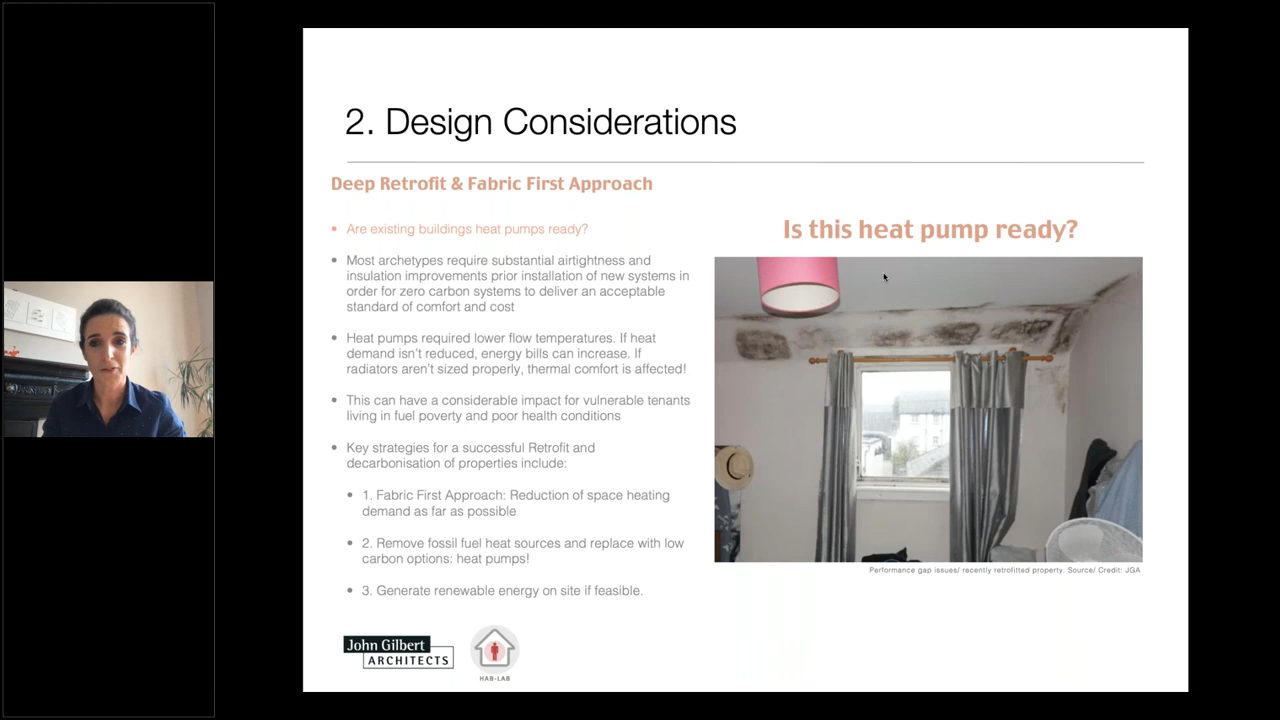 2. Design Considerations
Deep Retrofit & Fabric First Approach
• Are existing buildings heat pumps ready?
• Most archetypes require substantial airtightness and
insulation improvements prior installation of new systems in
order for zero carbon systems to deliver an acceptable
standard of comfort and cost
• Heat pumps required lower flow temperatures. If heat
demand isn't reduced, energy bills can increase. If
radiators aren't sized properly, thermal comfort is affected!
• This can have a considerable impact for vulnerable tenants
living in fuel poverty and poor health conditions
• Key strategies for a successful Retrofit and
decarbonisation of properties include:
• 1. Fabric First Approach: Reduction of space heating
demand as far as possible
• 2. Remove fossil fuel heat sources and replace with low
carbon options: heat pumps!
• 3. Generate renewable energy on site if feasible.
Is this heat pump ready?
Performance gap issues/ recently retrofitted property. Source/ Credit: JGA
John Gilbert
ARCHITECTS
HAB-LAB